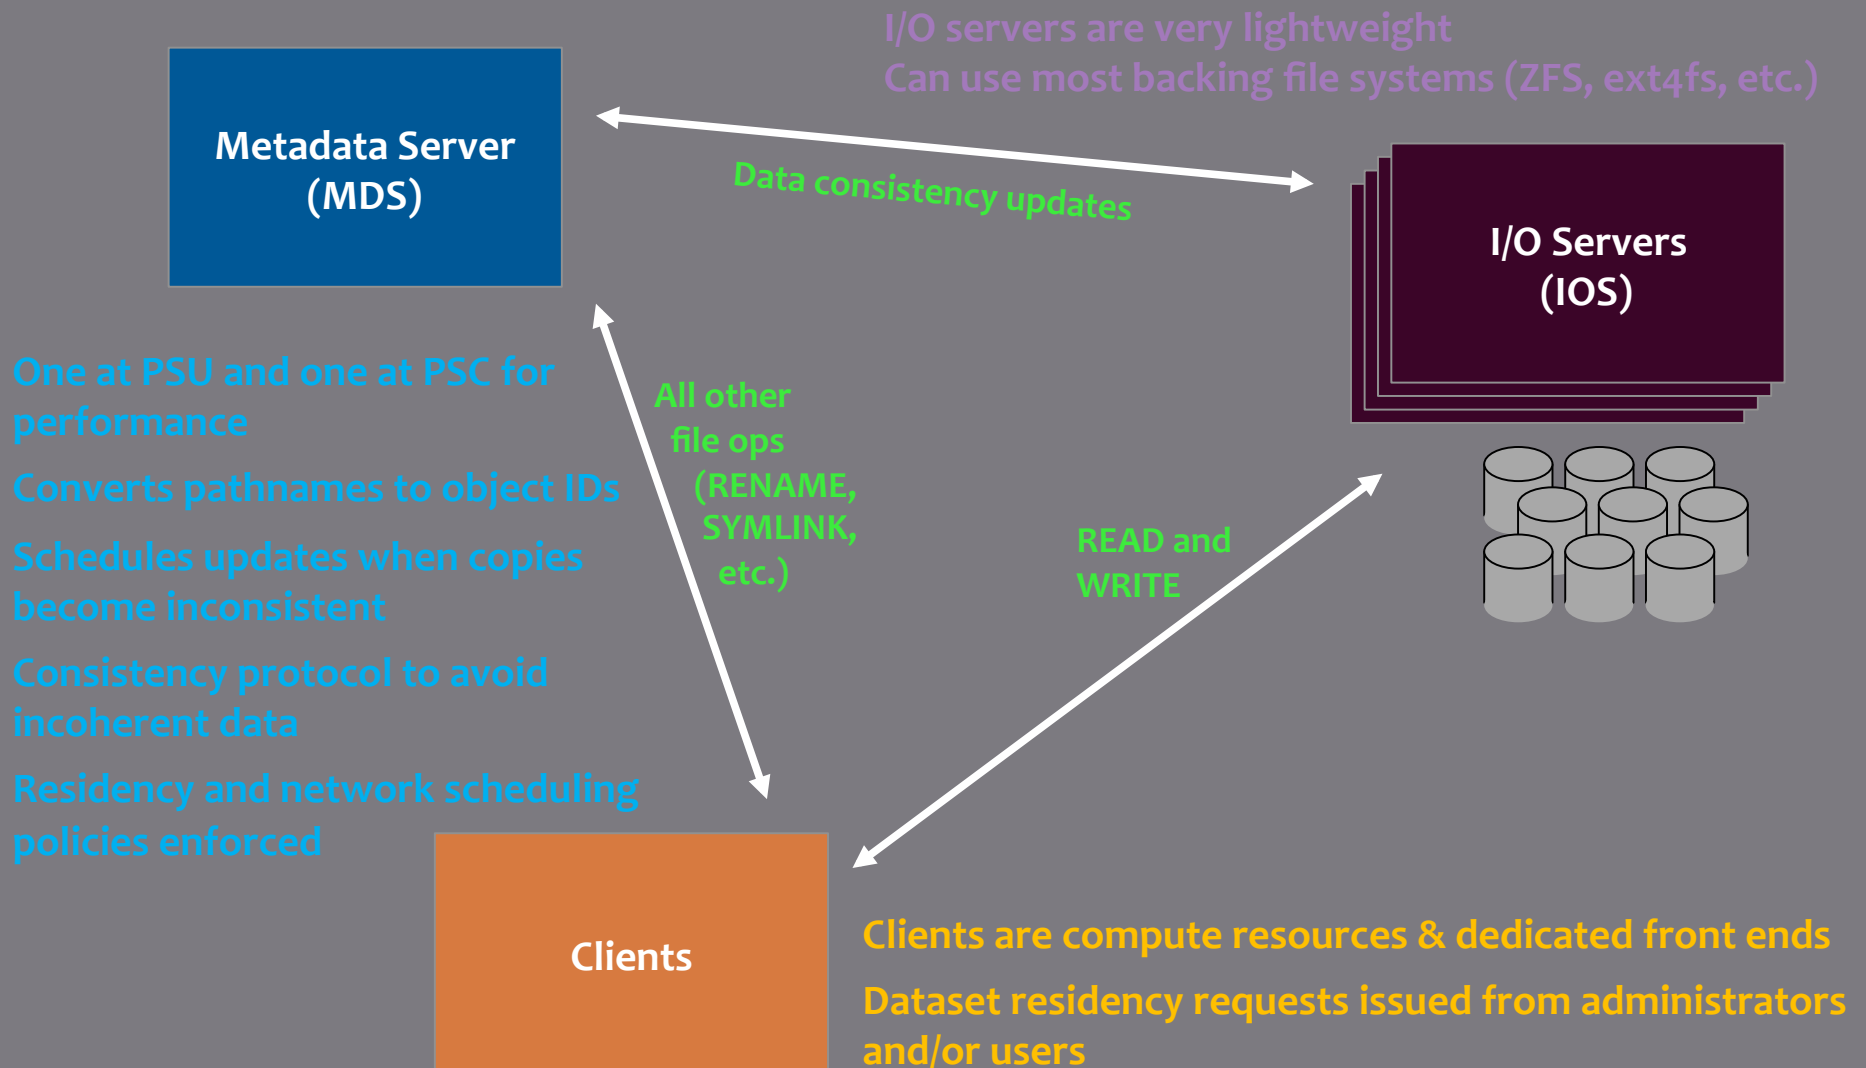 I/O servers are very lightweight
Can use most backing file systems (ZFS, ext4fs, etc.)
Metadata Server
(MDS)
Data consistency updates
I/O Servers
(IOS)
One at PSU and one at PSC for
performance
Converts pathnames to object IDs
Schedules updates when copies
become inconsistent
Consistency protocol to avoid
incoherent data
Residency and network scheduling
policies enforced
All other
file ops
(RENAME,
SYMLINK,
etc.)
READ and
WRITE
Clients
Clients are compute resources & dedicated front ends
Dataset residency requests issued from administrators
and/or users